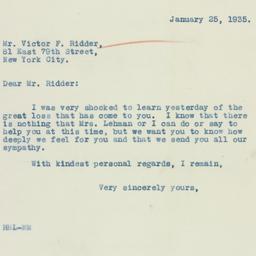 January 25, 1935.
Mr. Victor F. Ridder,
81 East 79th Street,
New York City.
Dear Mr. Ridder:
I was very shocked to learn yesterday of the
great loss that has come to you. I know that there
is nothing that Mrs. Lehman or I can do or say to
help you at this time, but we want you to know how
deeply we feel for you and that we send you all our
sympathy.
With kindest personal regards, I remain,
Very sincerely yours,